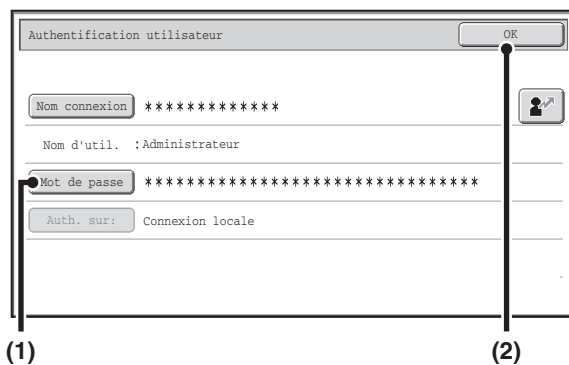 Authentification utilisateur OK
Nom connexion *************
Nom d'util. :Administrateur
Mot de passe ********************************
Auth. sur: Connexion locale
(1) (2)